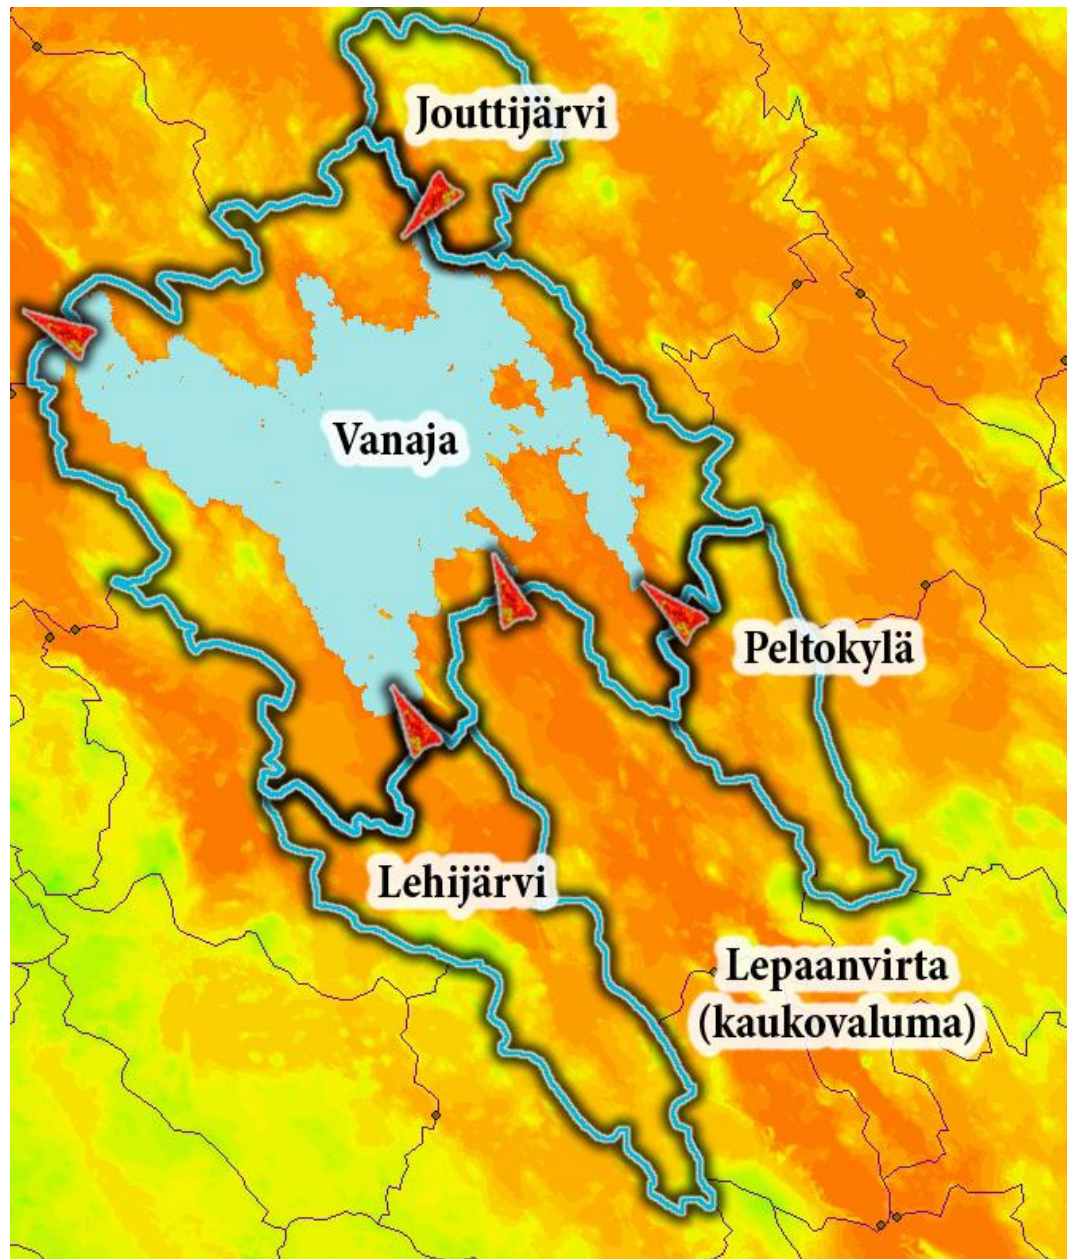 Jouttijärvi
Vanaja
Peltokylä
Lehijärvi
Lepaanvirta
(kaukovaluma)